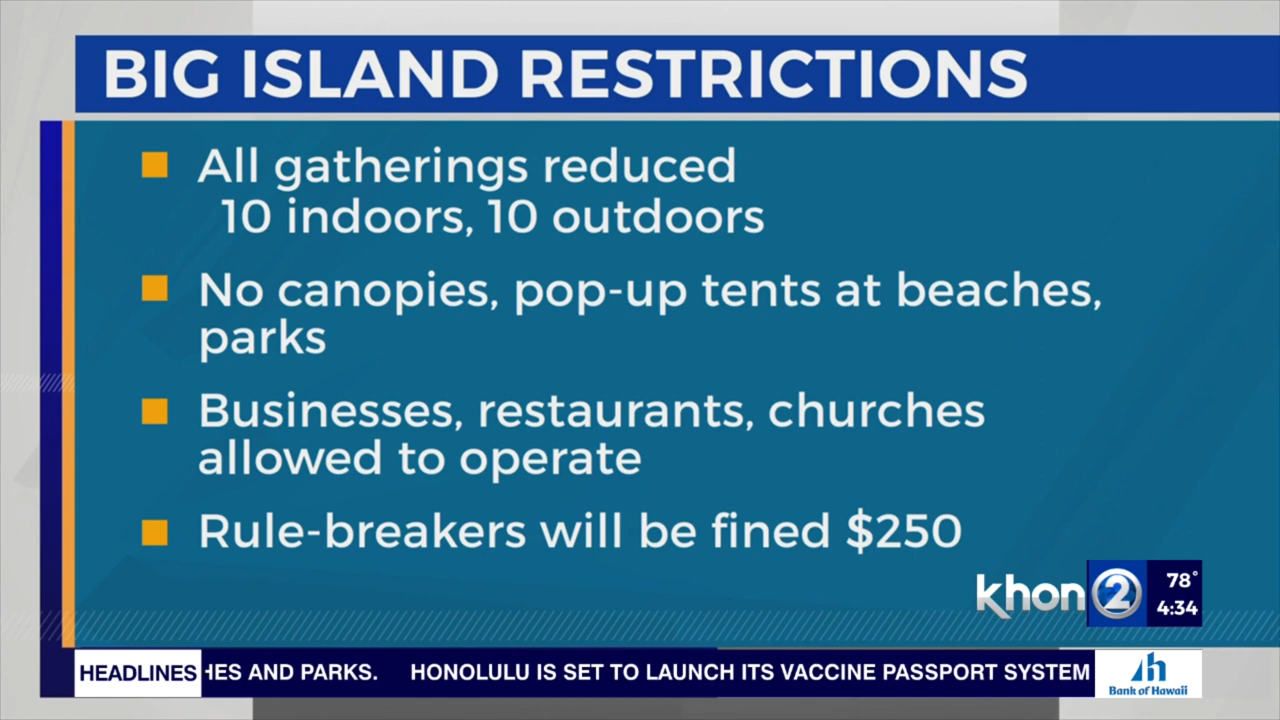 BIG ISLAND RESTRICTIONS
All gatherings reduced
10 indoors, 10 outdoors
No canopies, pop-up tents at beaches,
parks
Businesses, restaurants, churches
allowed to operate
Rule-breakers will be fined $250
khon 2
78°
4:34
HEADLINES
HES AND PARKS. HONOLULU IS SET TO LAUNCH ITS VACCINE PASSPORT SYSTEM
Bank of Hawaii